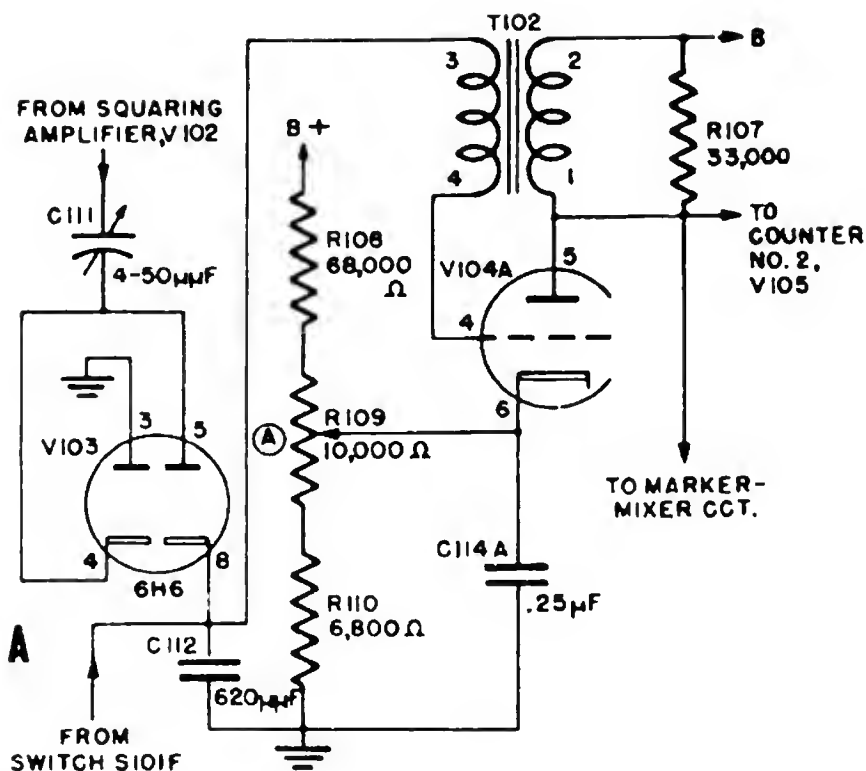 T102
3
2
4
1
B
R107
33,000
FROM SQUARING
AMPLIFIER, V102
C111
4-50µµF
B +
R108
68,000
Ω
V104A
5
4
6
TO
COUNTER
NO. 2,
V105
3
5
V103
4
8
6H6
A
R109
10,000 Ω
TO MARKER-
MIXER CCT.
C114A
.25µF
R110
6,800 Ω
A
C112
620µµF
FROM
SWITCH S101F